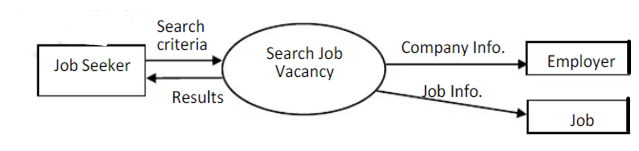 Search
criteria
Job Seeker
Results
Search Job
Vacancy
Company Info.
Job Info.
Employer
Job